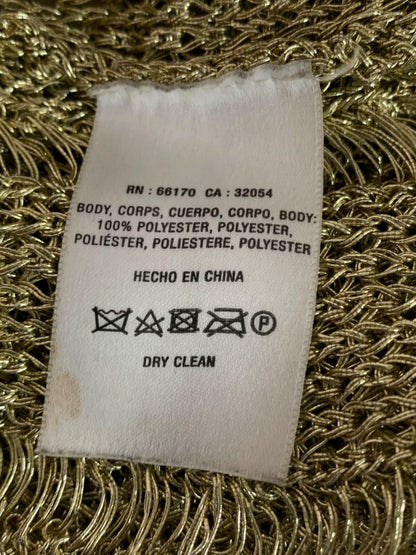 RN : 66170 CA : 32054
BODY, CORPS, CUERPO, CORPO, BODY:
100% POLYESTER, POLYESTER,
POLIÉSTER, POLIESTERE, POLYESTER
HECHO EN CHINA
P
DRY CLEAN